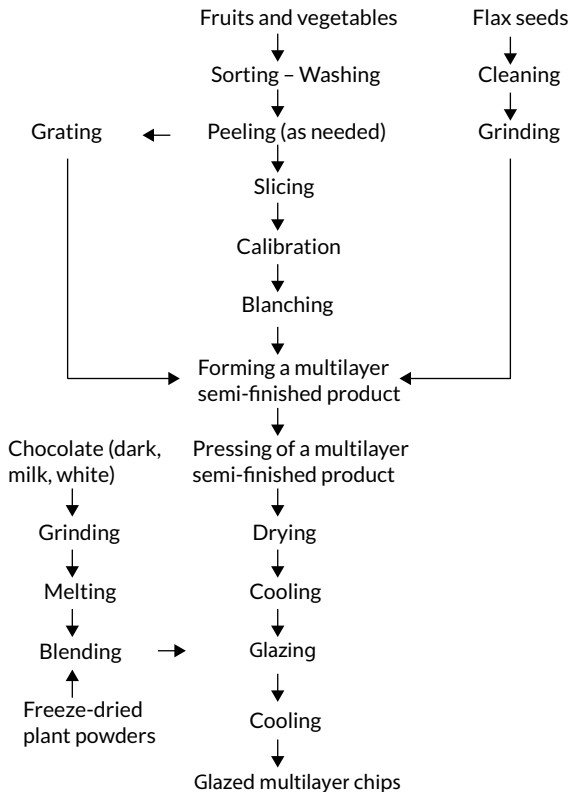 Fruits and vegetables
Flax seeds
Sorting – Washing
Cleaning
Grating
Peeling (as needed)
Grinding
Slicing
Calibration
Blanching
Forming a multilayer
semi-finished product
Chocolate (dark,
milk, white)
Pressing of a multilayer
semi-finished product
Grinding
Drying
Melting
Cooling
Blending
Glazing
Freeze-dried
plant powders
Cooling
Glazed multilayer chips